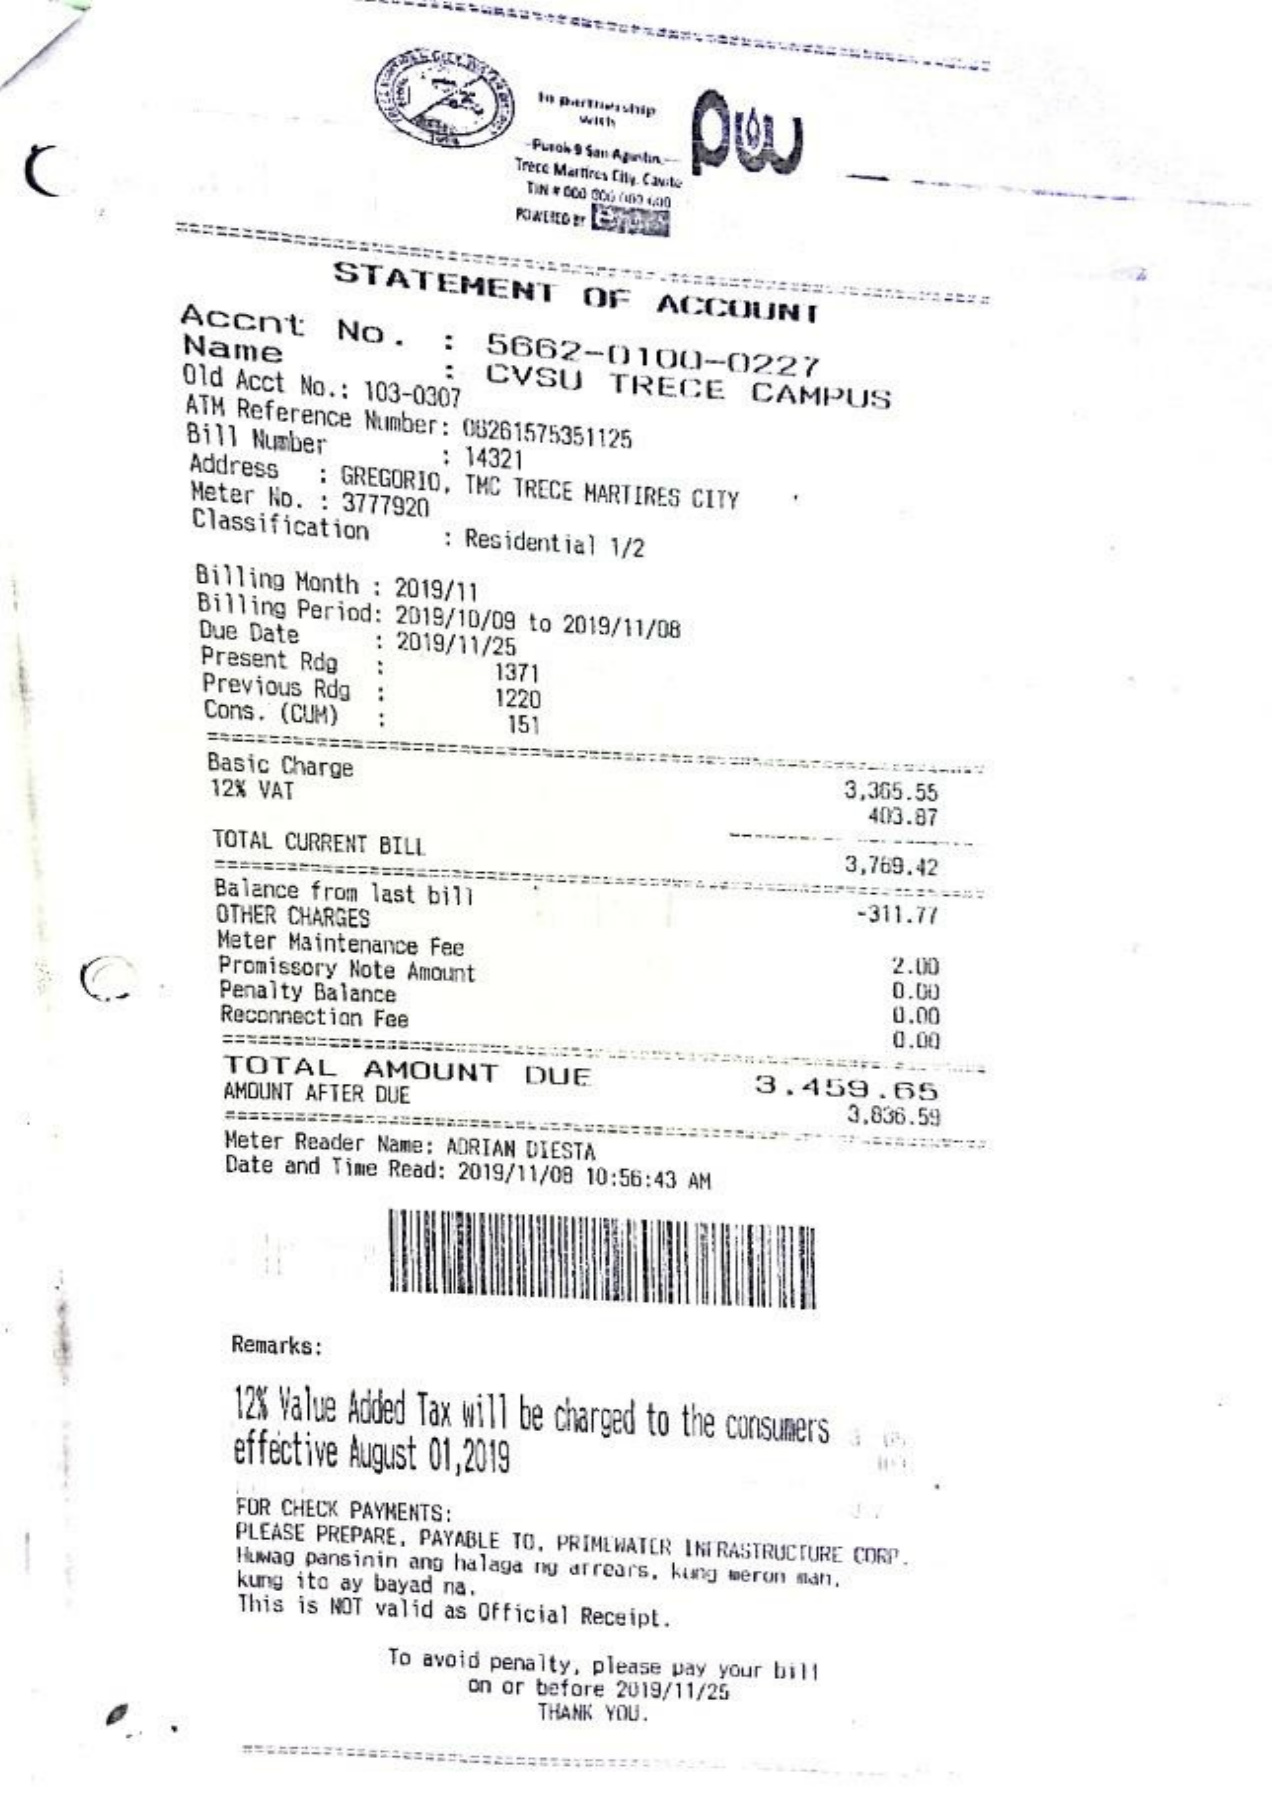 In partnership
with
Purok 9 San Agustin,
Trece Martires City, Cavite
POWERED BY
pw
STATEMENT OF ACCOUNT
Accnt No. : 5662-0100-0227
Name : CVSU TRECE CAMPUS
Old Acct No.: 103-0307
ATM Reference Number: 08261575351125
Bill Number : 14321
Address : GREGORIO, TMC TRECE MARTIRES CITY
Meter No. : 3777920
Classification : Residential 1/2
Billing Month : 2019/11
Billing Period: 2019/10/09 to 2019/11/08
Due Date : 2019/11/25
Present Rdg : 1371
Previous Rdg : 1220
Cons. (CUM) : 151
Basic Charge 3,365.55
12% VAT 403.87
TOTAL CURRENT BILL 3,769.42
Balance from last bill -311.77
OTHER CHARGES
Meter Maintenance Fee 2.00
Promissory Note Amount 0.00
Penalty Balance 0.00
Reconnection Fee 0.00
TOTAL AMOUNT DUE 3.459.65
AMOUNT AFTER DUE 3,836.59
Meter Reader Name: ADRIAN DIESTA
Date and Time Read: 2019/11/08 10:56:43 AM
Remarks:
12% Value Added Tax will be charged to the consumers
effective August 01,2019
FOR CHECK PAYMENTS:
PLEASE PREPARE, PAYABLE TO, PRIMEWATER INFRASTRUCTURE CORP.
Huwag pansinin ang halaga ng arrears, kung meron man,
kung ito ay bayad na.
This is NOT valid as Official Receipt.
To avoid penalty, please pay your bill
on or before 2019/11/25
THANK YOU.